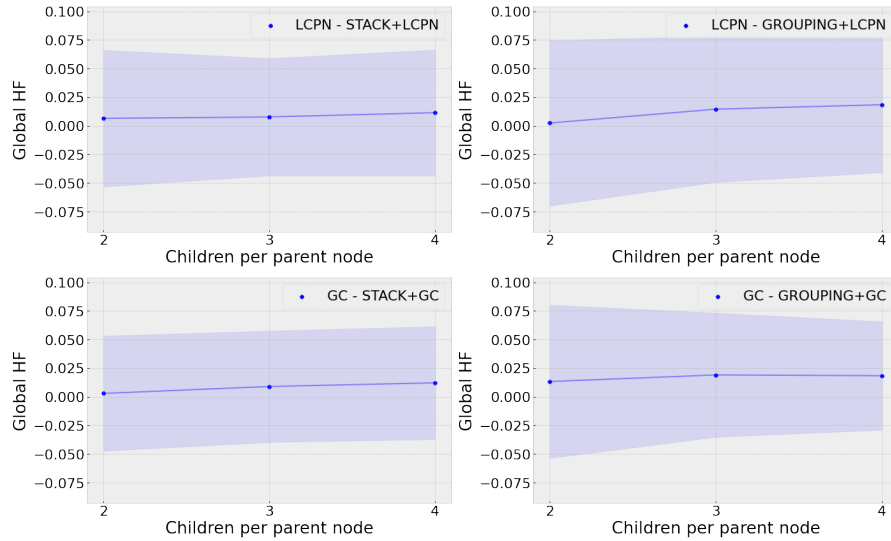 0.100
0.075
0.050
0.025
0.000
−0.025
−0.050
−0.075
Global HF
LCPN - STACK+LCPN
2 3 4
Children per parent node
0.100
0.075
0.050
0.025
0.000
−0.025
−0.050
−0.075
Global HF
LCPN - GROUPING+LCPN
2 3 4
Children per parent node
0.100
0.075
0.050
0.025
0.000
−0.025
−0.050
−0.075
Global HF
GC - STACK+GC
2 3 4
Children per parent node
0.100
0.075
0.050
0.025
0.000
−0.025
−0.050
−0.075
Global HF
GC - GROUPING+GC
2 3 4
Children per parent node